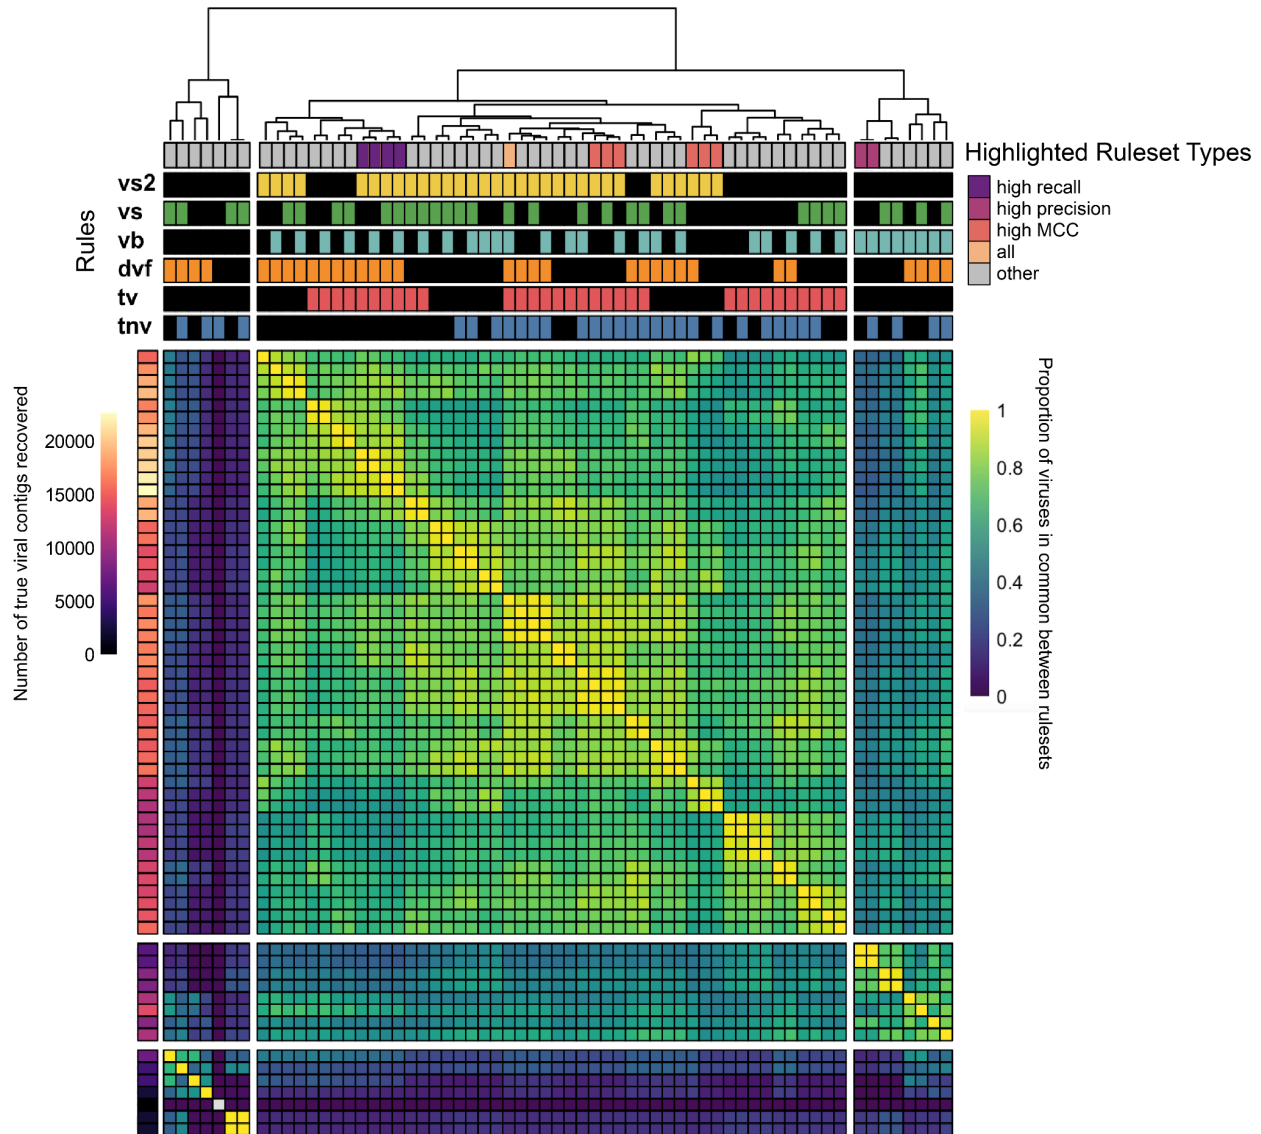 Highlighted Ruleset Types
high recall
high precision
high MCC
all
other
Rules
vs2
vs
vb
dvf
tv
tnv
Number of true viral contigs recovered
20000
15000
10000
5000
0
Proportion of viruses in common between rulesets
1
0.8
0.6
0.4
0.2
0